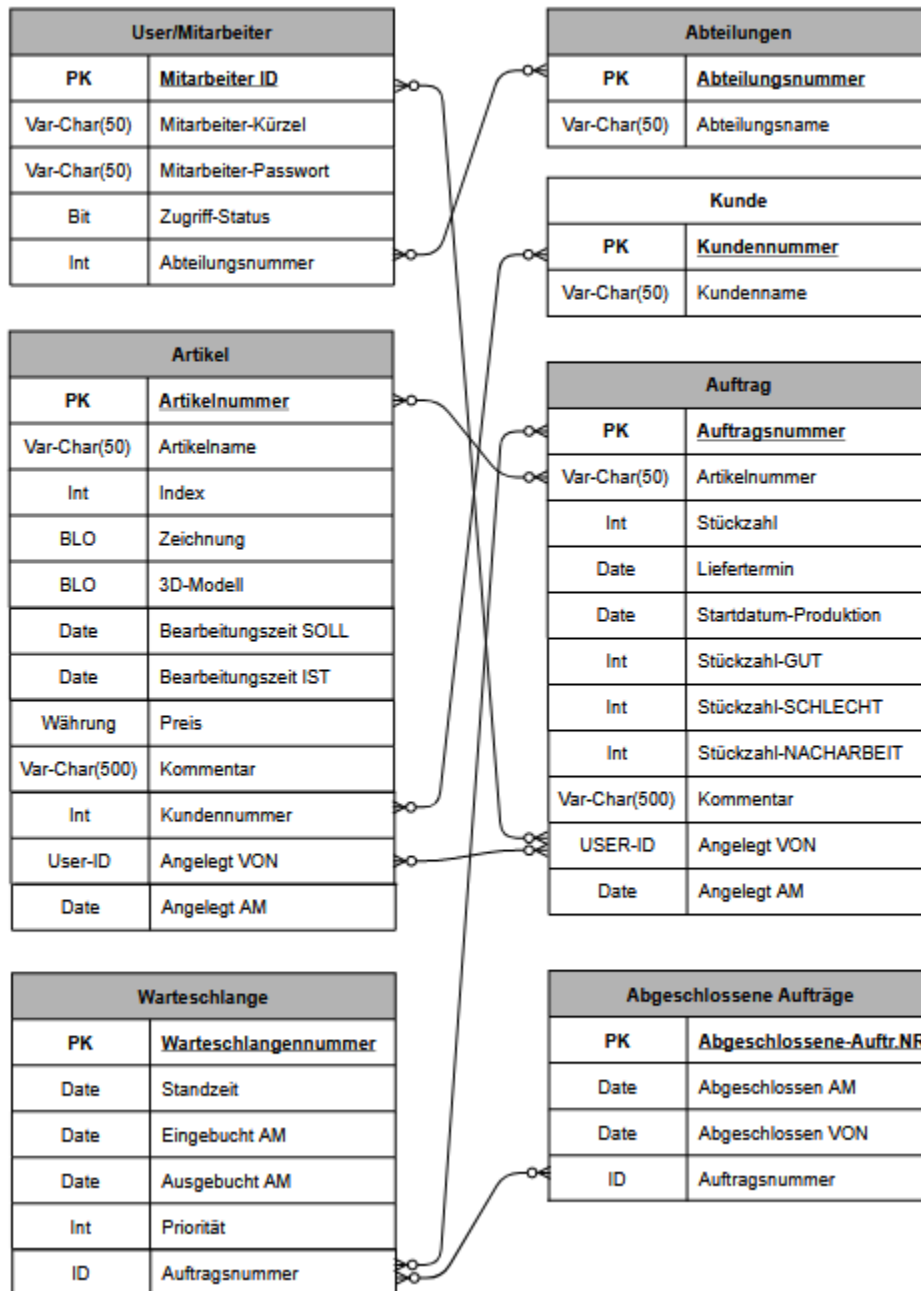 User/Mitarbeiter
PK Mitarbeiter ID
Var-Char(50) Mitarbeiter-Kürzel
Var-Char(50) Mitarbeiter-Passwort
Bit Zugriff-Status
Int Abteilungsnummer
Abteilungen
PK Abteilungsnummer
Var-Char(50) Abteilungsname
Kunde
PK Kundennummer
Var-Char(50) Kundenname
Artikel
PK Artikelnummer
Var-Char(50) Artikelname
Int Index
BLO Zeichnung
BLO 3D-Modell
Date Bearbeitungszeit SOLL
Date Bearbeitungszeit IST
Währung Preis
Var-Char(500) Kommentar
Int Kundennummer
User-ID Angelegt VON
Date Angelegt AM
Auftrag
PK Auftragsnummer
Var-Char(50) Artikelnummer
Int Stückzahl
Date Liefertermin
Date Startdatum-Produktion
Int Stückzahl-GUT
Int Stückzahl-SCHLECHT
Int Stückzahl-NACHARBEIT
Var-Char(500) Kommentar
USER-ID Angelegt VON
Date Angelegt AM
Warteschlange
PK Warteschlangennummer
Date Standzeit
Date Eingebucht AM
Date Ausgebucht AM
Int Priorität
ID Auftragsnummer
Abgeschlossene Aufträge
PK Abgeschlossene-Auftr.NR
Date Abgeschlossen AM
Date Abgeschlossen VON
ID Auftragsnummer